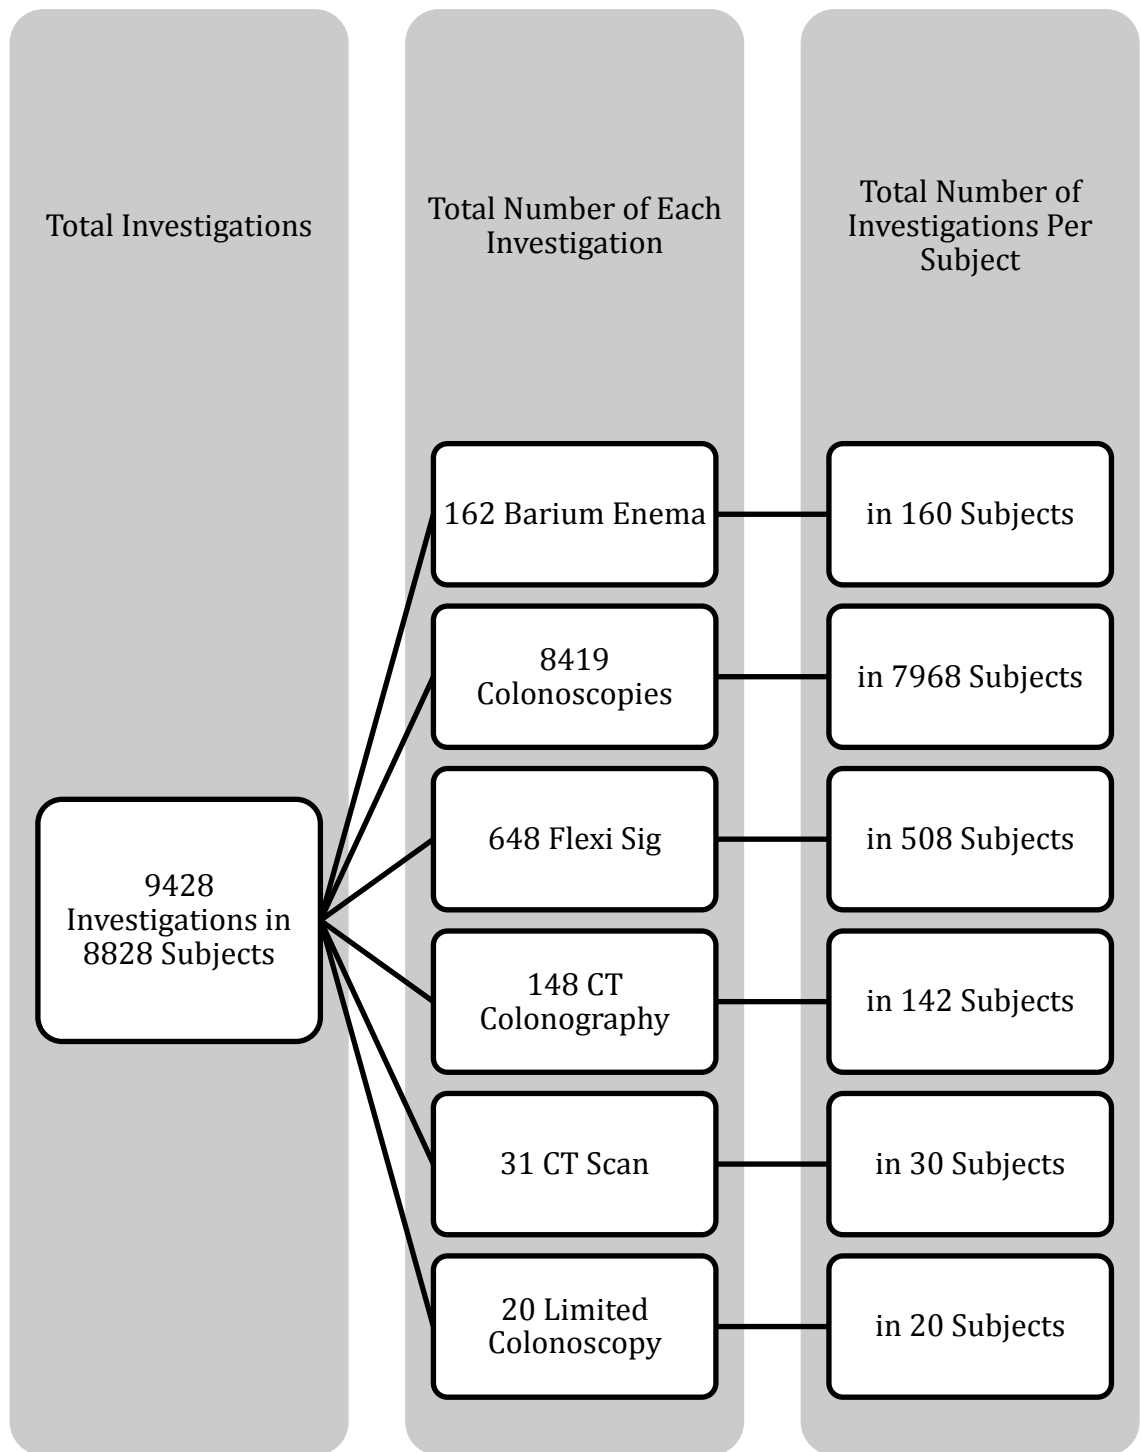 Total Investigations
Total Number of Each
Investigation
Total Number of
Investigations Per
Subject
9428
Investigations in
8828 Subjects
162 Barium Enema
in 160 Subjects
8419
Colonoscopies
in 7968 Subjects
648 Flexi Sig
in 508 Subjects
148 CT
Colonography
in 142 Subjects
31 CT Scan
in 30 Subjects
20 Limited
Colonoscopy
in 20 Subjects